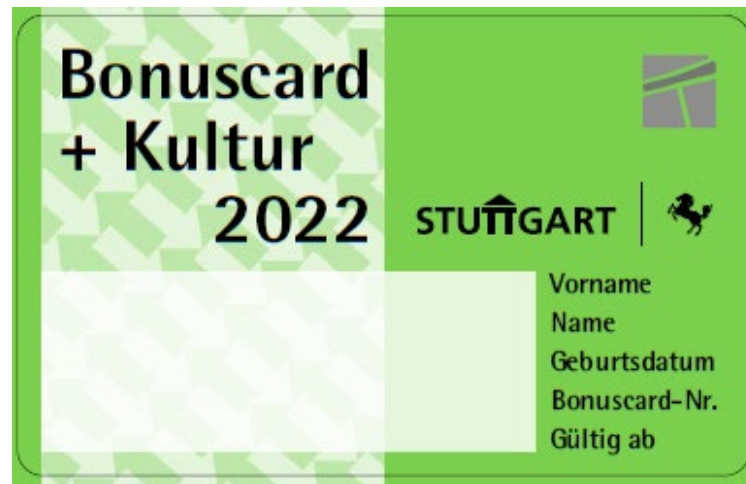 Bonuscard
+ Kultur
2022
STUTTGART
Vorname
Name
Geburtsdatum
Bonuscard-Nr.
Gültig ab